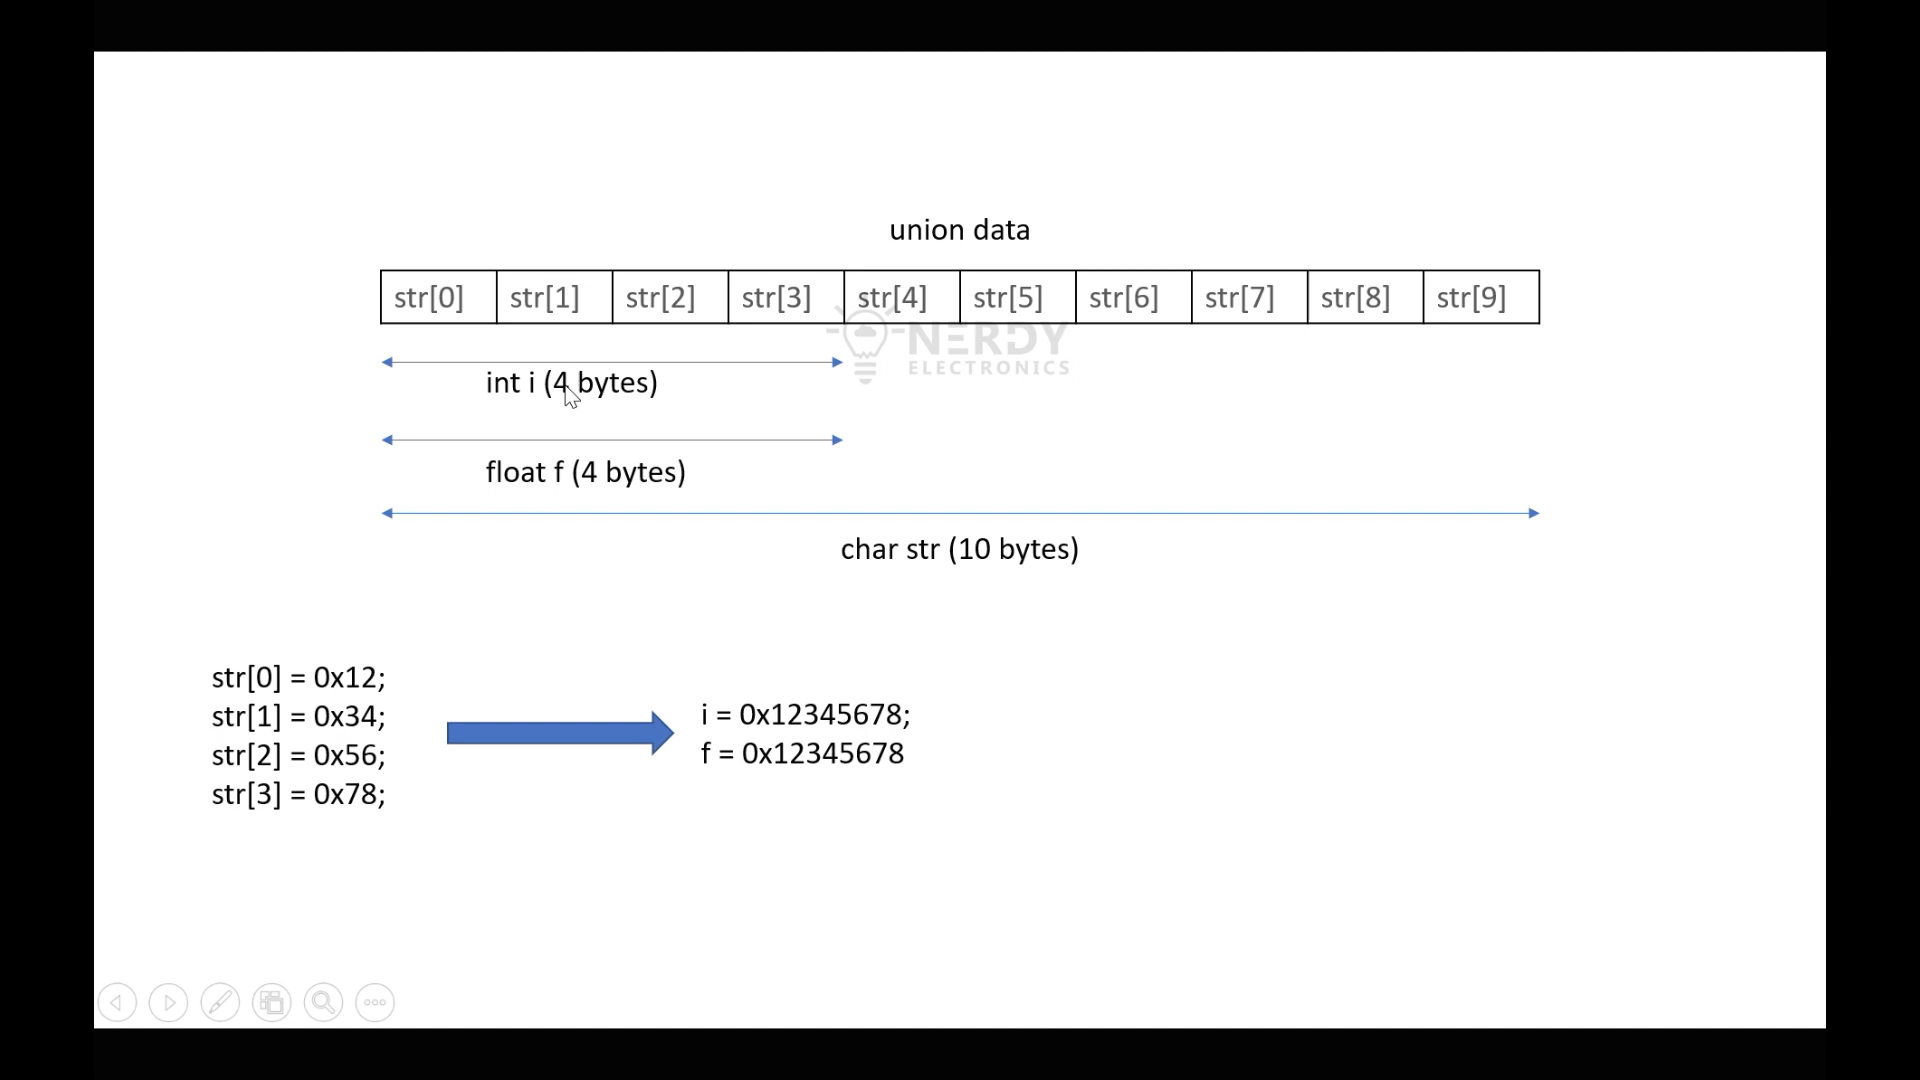 union data
str[0] str[1] str[2] str[3] str[4] str[5] str[6] str[7] str[8] str[9]
NERDY
ELECTRONICS
int i (4 bytes)
float f (4 bytes)
char str (10 bytes)
str[0] = 0x12;
str[1] = 0x34;
str[2] = 0x56;
str[3] = 0x78;
i = 0x12345678;
f = 0x12345678